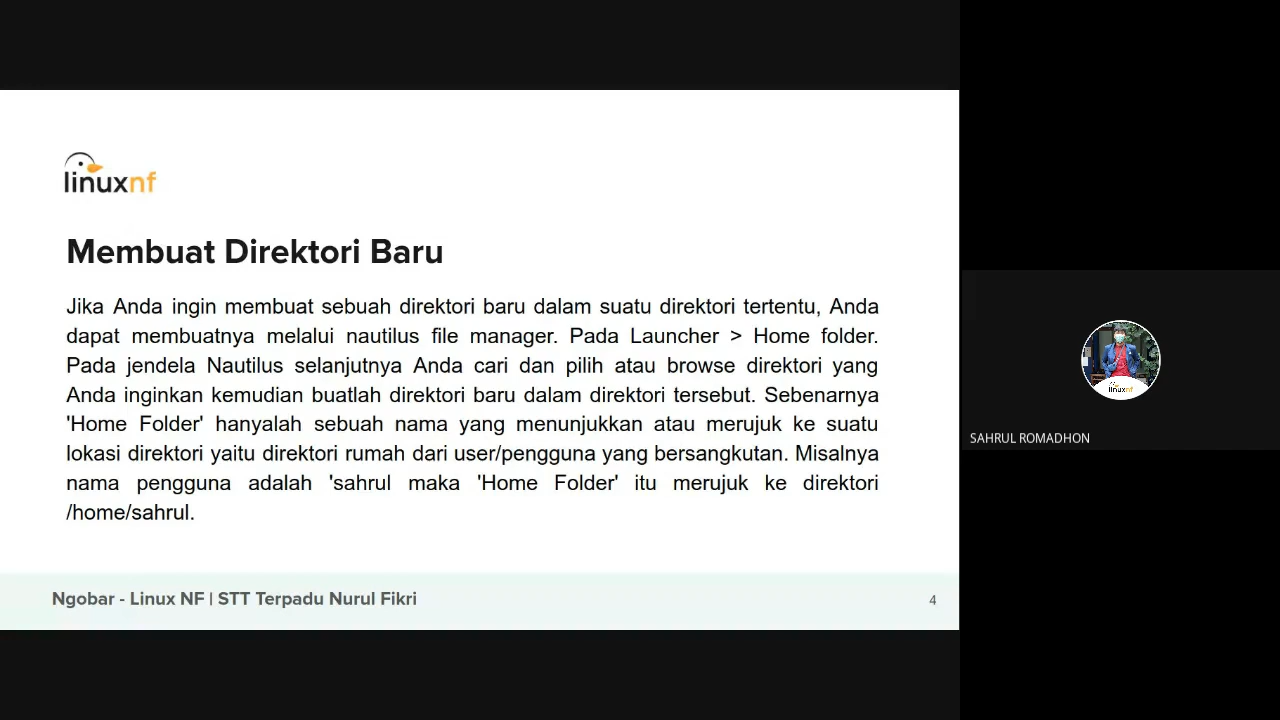 linuxnf
Membuat Direktori Baru
Jika Anda ingin membuat sebuah direktori baru dalam suatu direktori tertentu, Anda
dapat membuatnya melalui nautilus file manager. Pada Launcher > Home folder.
Pada jendela Nautilus selanjutnya Anda cari dan pilih atau browse direktori yang
Anda inginkan kemudian buatlah direktori baru dalam direktori tersebut. Sebenarnya
'Home Folder' hanyalah sebuah nama yang menunjukkan atau merujuk ke suatu
lokasi direktori yaitu direktori rumah dari user/pengguna yang bersangkutan. Misalnya
nama pengguna adalah 'sahrul maka 'Home Folder' itu merujuk ke direktori
/home/sahrul.
Ngobar - Linux NF | STT Terpadu Nurul Fikri
4
linuxnf
SAHRUL ROMADHON